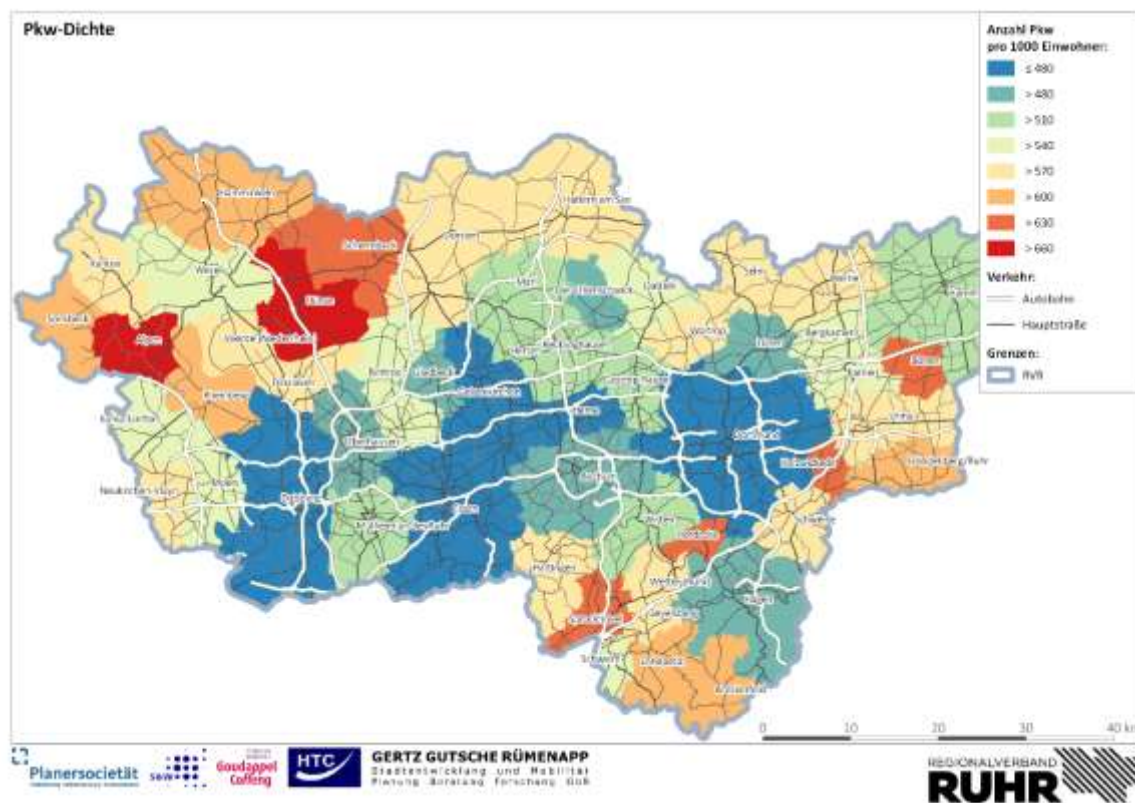 Pkw-Dichte
Anzahl Pkw
pro 1000 Einwohner:
≤ 480
> 480
> 510
> 540
> 570
> 600
> 630
> 660
Verkehr:
Autobahn
Hauptstraße
Grenzen:
RVR
Schermbeck
Haltern am See
Dorsten
Xanten
Wesel
Hünxe
Marl
Datteln
Selm
Werne
Hamm
Sonsbeck
Alpen
Voerde (Niederrhein)
Waltrop
Lünen
Bergkamen
Bönen
Dinslaken
Bottrop
Gladbeck
Herten
Recklinghausen
Castrop-Rauxel
Kamen
Rheinberg
Gelsenkirchen
Kamp-Lintfort
Oberhausen
Herne
Dortmund
Unna
Holzwickede
Fröndenberg/Ruhr
Neukirchen-Vluyn
Moers
Duisburg
Essen
Bochum
Mülheim an der Ruhr
Witten
Schwerte
Herdecke
Hattingen
Wetter (Ruhr)
Hagen
Gevelsberg
Schwelm
Ennepetal
Breckerfeld
0 10 20 30 40 km
Planersocietät
Goudappel
Coffeng
HTC
GERTZ GUTSCHE RÜMENAPP
Stadtentwicklung und Mobilität
Planung Beratung Forschung GbR
REGIONALVERBAND
RUHR